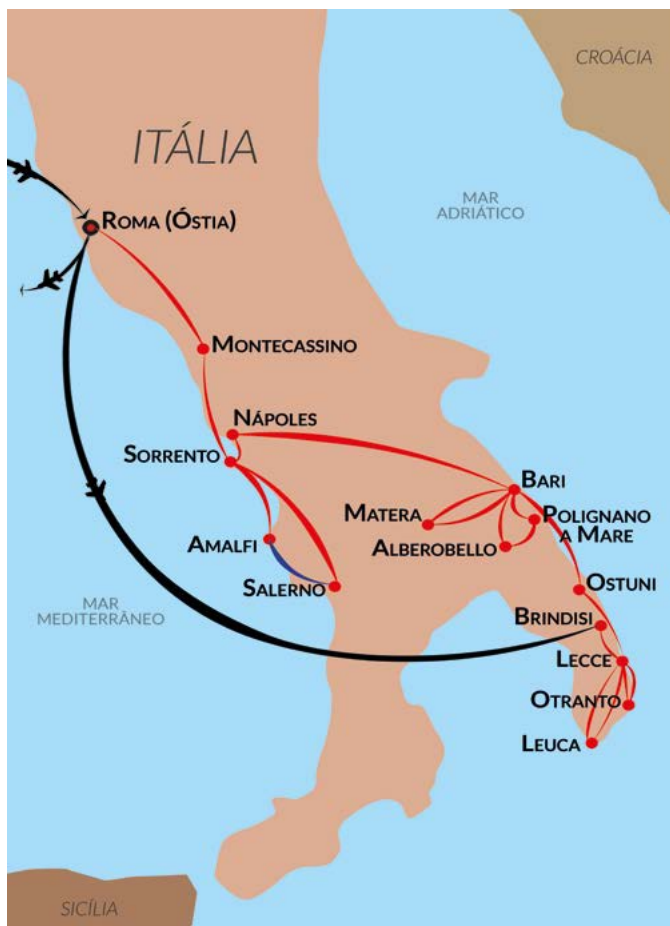 CROÁCIA
ITÁLIA
MAR
ADRIÁTICO
ROMA (ÓSTIA)
MONTECASSINO
NÁPOLES
SORRENTO
BARI
MATERA
POLIGNANO
A MARE
ALBEROBELLO
AMALFI
SALERNO
OSTUNI
MAR
MEDITERRÂNEO
BRINDISI
LECCE
OTRANTO
LEUCA
SICÍLIA